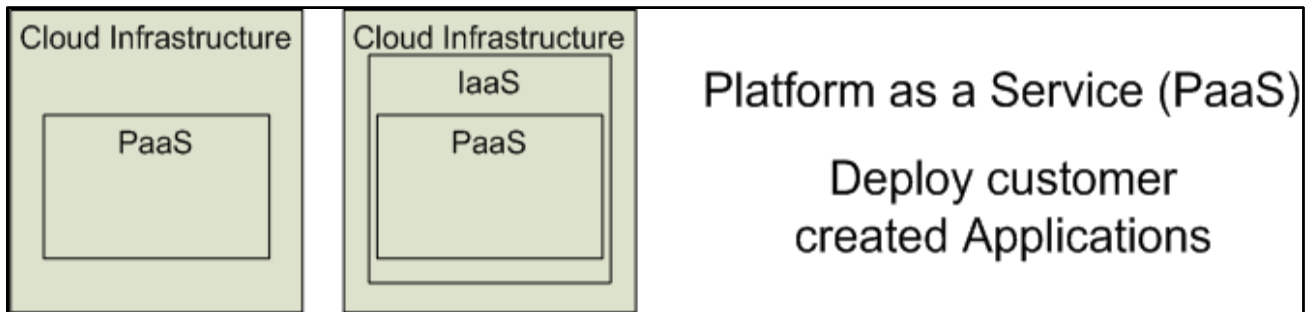 Cloud Infrastructure
PaaS
Cloud Infrastructure
IaaS
PaaS
Platform as a Service (PaaS)
Deploy customer
created Applications